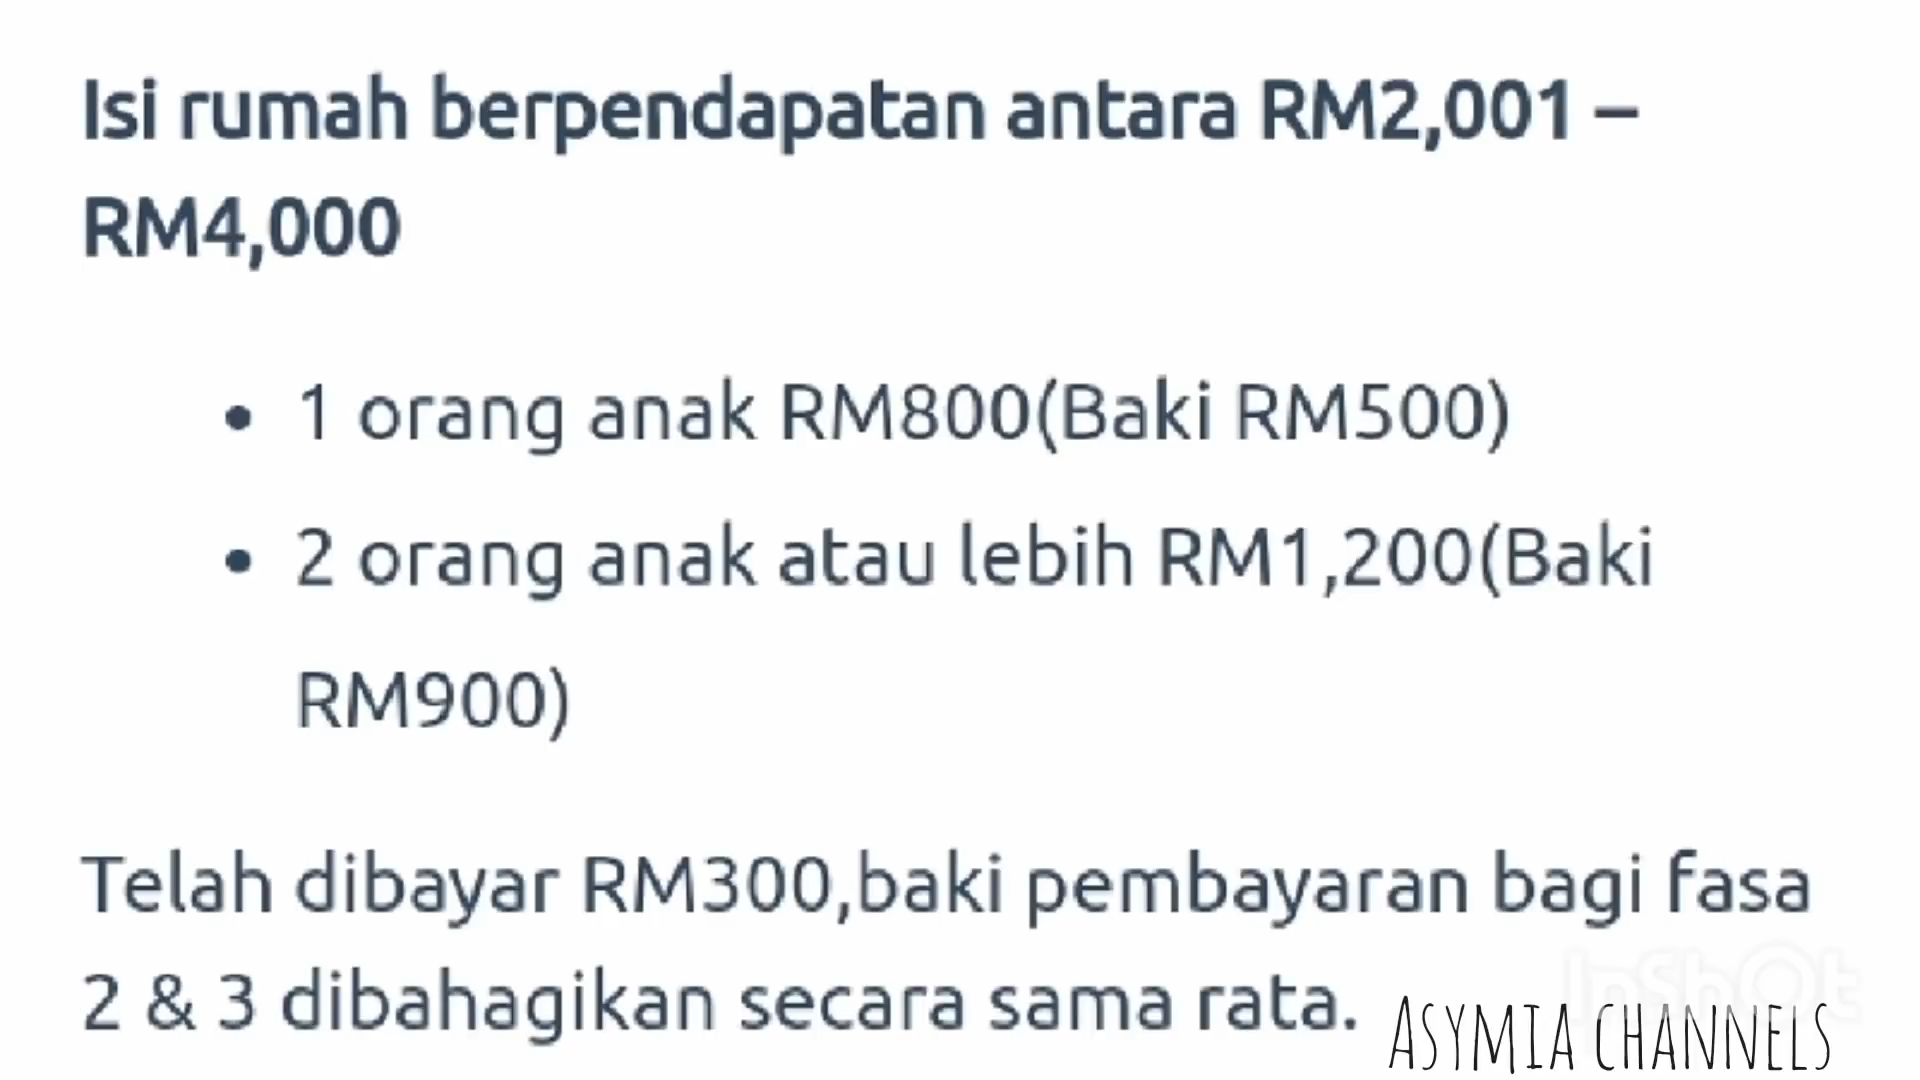 Isi rumah berpendapatan antara RM2,001 –
RM4,000
• 1 orang anak RM800(Baki RM500)
• 2 orang anak atau lebih RM1,200(Baki
RM900)
Telah dibayar RM300,baki pembayaran bagi fasa
2 & 3 dibahagikan secara sama rata.
InShOt
ASYMIA CHANNELS